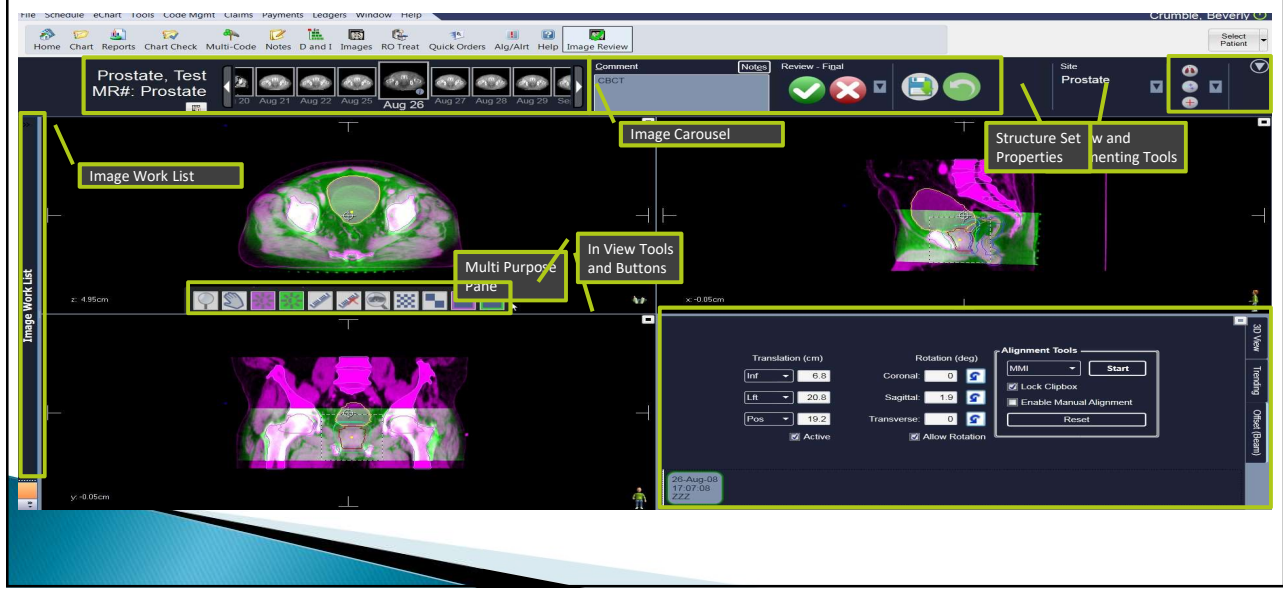 File Schedule eChart Tools Code Mgmt Claims Payments Ledgers Window Help
Crumble, Beverly
Home Chart Reports Chart Check Multi-Code Notes D and I Images RO Treat Quick Orders Alg/Alrt Help Image Review
Select
Patient
Prostate, Test
MR#: Prostate
20 Aug 21 Aug 22 Aug 25 Aug 26 Aug 27 Aug 28 Aug 29
Comment
Notes
CBCT
Review - Final
Site
Prostate
Image Carousel
Structure Set
Properties
w and
menting Tools
Image Work List
Multi Purpose
Pane
In View Tools
and Buttons
Image Work List
z: 4.95cm
x: -0.05cm
y: -0.05cm
Translation (cm)
Inf 6.8
Lft 20.8
Pos 19.2
Active
Rotation (deg)
Coronal: 0
Sagittal: 1.9
Transverse: 0
Allow Rotation
Alignment Tools
MMI Start
Lock Clipbox
Enable Manual Alignment
Reset
3D View
Trending
Offset (Beam)
26-Aug-08
17:07:08
ZZZ